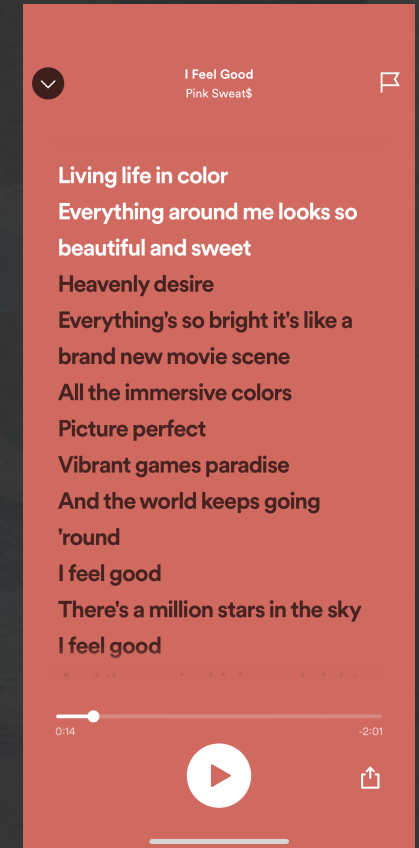 I Feel Good
Pink Sweat$
Living life in color
Everything around me looks so
beautiful and sweet
Heavenly desire
Everything's so bright it's like a
brand new movie scene
All the immersive colors
Picture perfect
Vibrant games paradise
And the world keeps going
'round
I feel good
There's a million stars in the sky
I feel good
0:14
-2:01